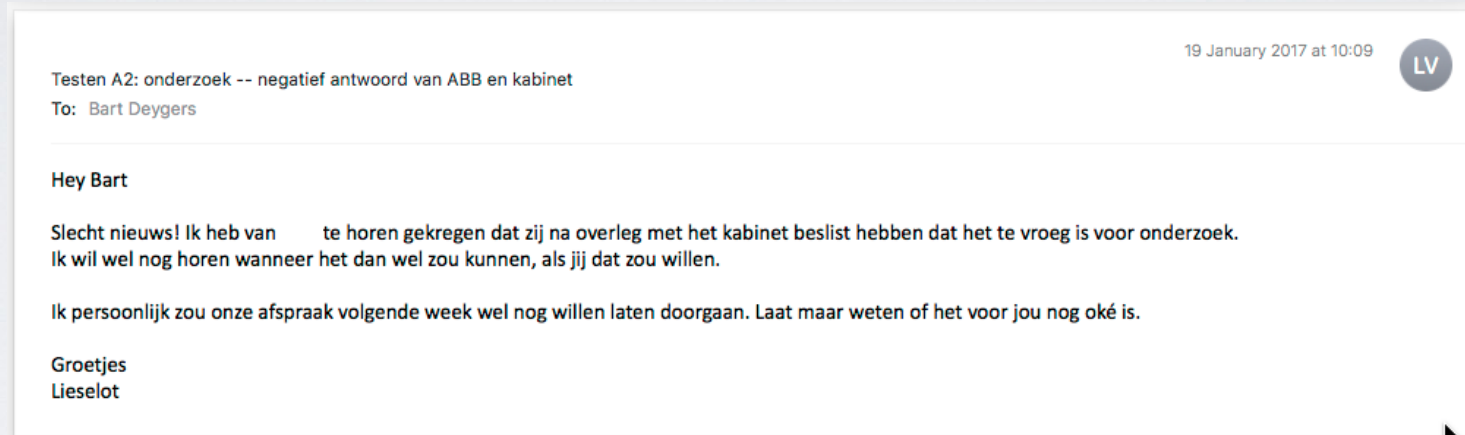 19 January 2017 at 10:09
LV
Testen A2: onderzoek -- negatief antwoord van ABB en kabinet
To: Bart Deygers
Hey Bart
Slecht nieuws! Ik heb van te horen gekregen dat zij na overleg met het kabinet beslist hebben dat het te vroeg is voor onderzoek.
Ik wil wel nog horen wanneer het dan wel zou kunnen, als jij dat zou willen.
Ik persoonlijk zou onze afspraak volgende week wel nog willen laten doorgaan. Laat maar weten of het voor jou nog oké is.
Groetjes
Lieselot